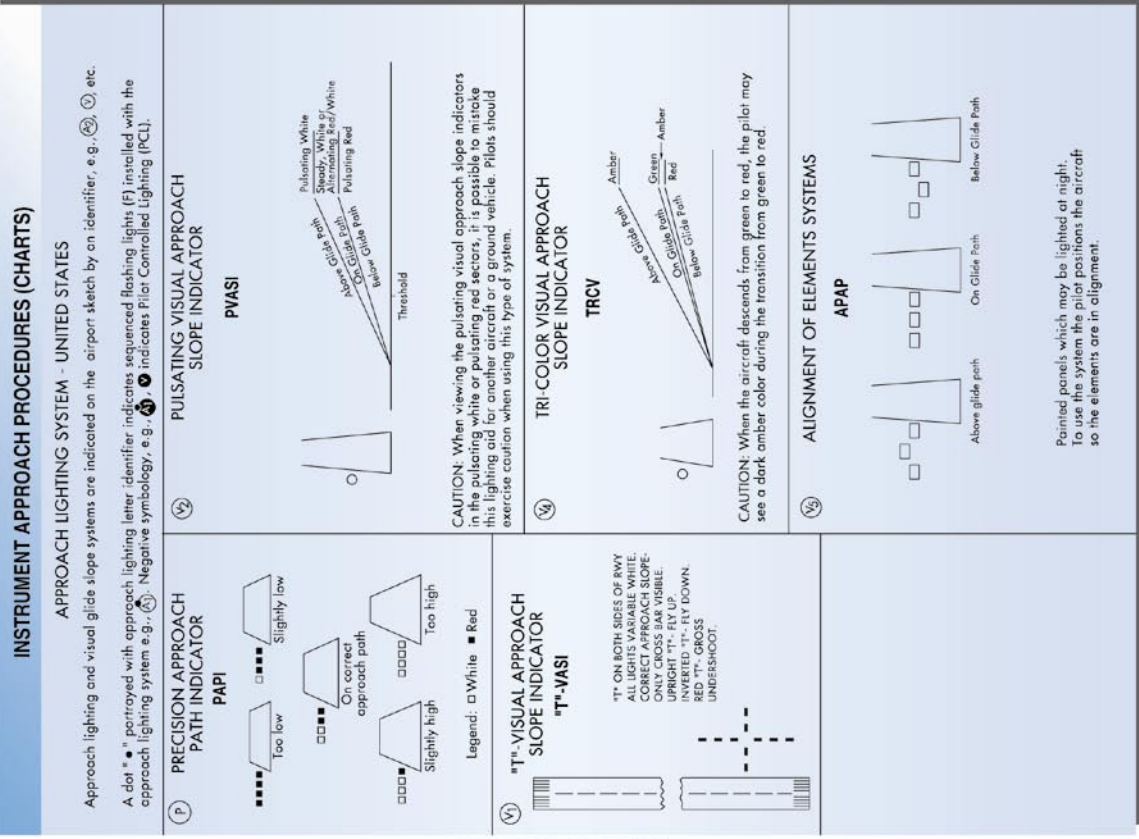 INSTRUMENT APPROACH PROCEDURES (CHARTS)
APPROACH LIGHTING SYSTEM - UNITED STATES
Approach lighting and visual glide slope systems are indicated on the airport sketch by an identifier, e.g., A2, V, etc.
A dot " ● " portrayed with approach lighting letter identifier indicates sequenced flashing lights (F) installed with the
approach lighting system e.g., A1. Negative symbology, e.g., A1, V indicates Pilot Controlled Lighting (PCL).
P
PRECISION APPROACH
PATH INDICATOR
PAPI
Too low
Slightly low
On correct
approach path
Slightly high
Too high
Legend: □ White ■ Red
V2
PULSATING VISUAL APPROACH
SLOPE INDICATOR
PVASI
Pulsating White
Steady, White or
Alternating Red/White
Pulsating Red
Above Glide Path
On Glide Path
Below Glide Path
Threshold
CAUTION: When viewing the pulsating visual approach slope indicators
in the pulsating white or pulsating red sectors, it is possible to mistake
this lighting aid for another aircraft or a ground vehicle. Pilots should
exercise caution when using this type of system.
V1
"T"-VISUAL APPROACH
SLOPE INDICATOR
"T"-VASI
"T" ON BOTH SIDES OF RWY
ALL LIGHTS VARIABLE WHITE.
CORRECT APPROACH SLOPE-
ONLY CROSS BAR VISIBLE.
UPRIGHT "T"- FLY UP.
INVERTED "T"- FLY DOWN.
RED "T"- GROSS
UNDERSHOOT.
V4
TRI-COLOR VISUAL APPROACH
SLOPE INDICATOR
TRCV
Amber
Green
Amber
Red
Above Glide Path
On Glide Path
Below Glide Path
CAUTION: When the aircraft descends from green to red, the pilot may
see a dark amber color during the transition from green to red.
V5
ALIGNMENT OF ELEMENTS SYSTEMS
APAP
Above glide path
On Glide Path
Below Glide Path
Painted panels which may be lighted at night.
To use the system the pilot positions the aircraft
so the elements are in alignment.